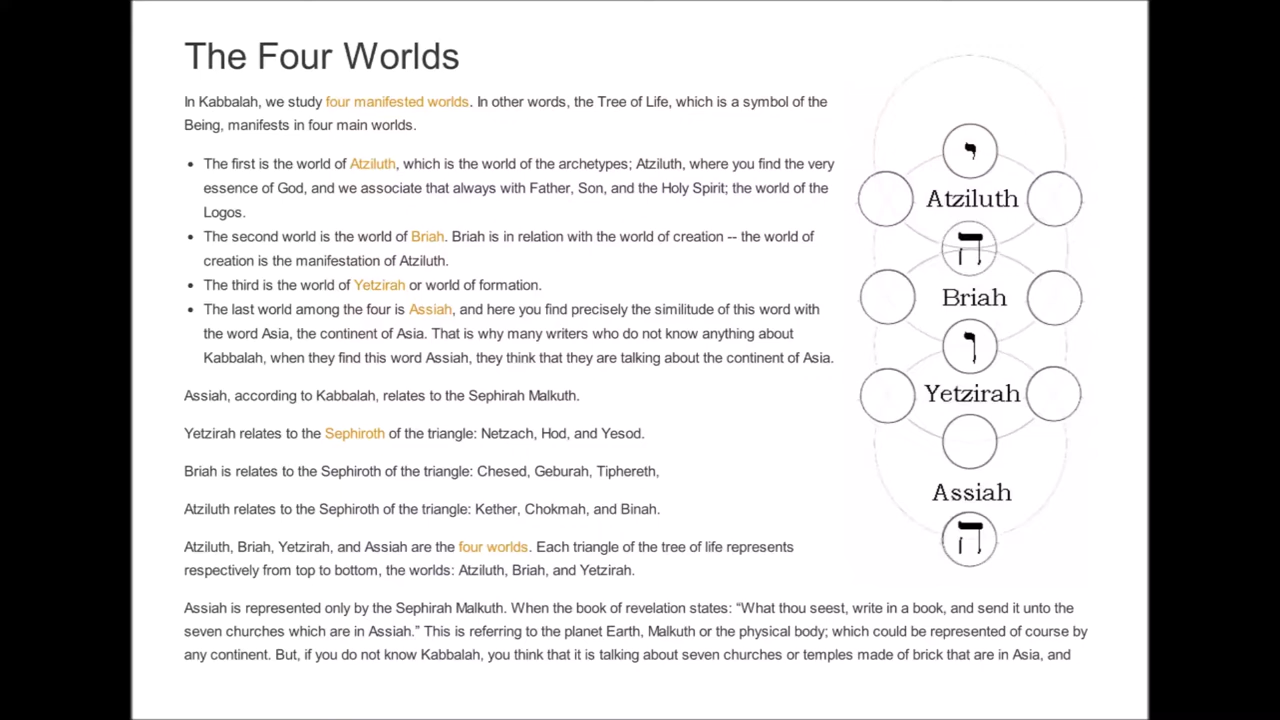 The Four Worlds
In Kabbalah, we study four manifested worlds. In other words, the Tree of Life, which is a symbol of the
Being, manifests in four main worlds.
• The first is the world of Atziluth, which is the world of the archetypes; Atziluth, where you find the very
essence of God, and we associate that always with Father, Son, and the Holy Spirit; the world of the
Logos.
• The second world is the world of Briah. Briah is in relation with the world of creation -- the world of
creation is the manifestation of Atziluth.
• The third is the world of Yetzirah or world of formation.
• The last world among the four is Assiah, and here you find precisely the similitude of this word with
the word Asia, the continent of Asia. That is why many writers who do not know anything about
Kabbalah, when they find this word Assiah, they think that they are talking about the continent of Asia.
Assiah, according to Kabbalah, relates to the Sephirah Malkuth.
Yetzirah relates to the Sephiroth of the triangle: Netzach, Hod, and Yesod.
Briah is relates to the Sephiroth of the triangle: Chesed, Geburah, Tiphereth,
Atziluth relates to the Sephiroth of the triangle: Kether, Chokmah, and Binah.
Atziluth, Briah, Yetzirah, and Assiah are the four worlds. Each triangle of the tree of life represents
respectively from top to bottom, the worlds: Atziluth, Briah, and Yetzirah.
Assiah is represented only by the Sephirah Malkuth. When the book of revelation states: “What thou seest, write in a book, and send it unto the
seven churches which are in Assiah.” This is referring to the planet Earth, Malkuth or the physical body; which could be represented of course by
any continent. But, if you do not know Kabbalah, you think that it is talking about seven churches or temples made of brick that are in Asia, and
י
Atziluth
ה
Briah
ו
Yetzirah
Assiah
ה